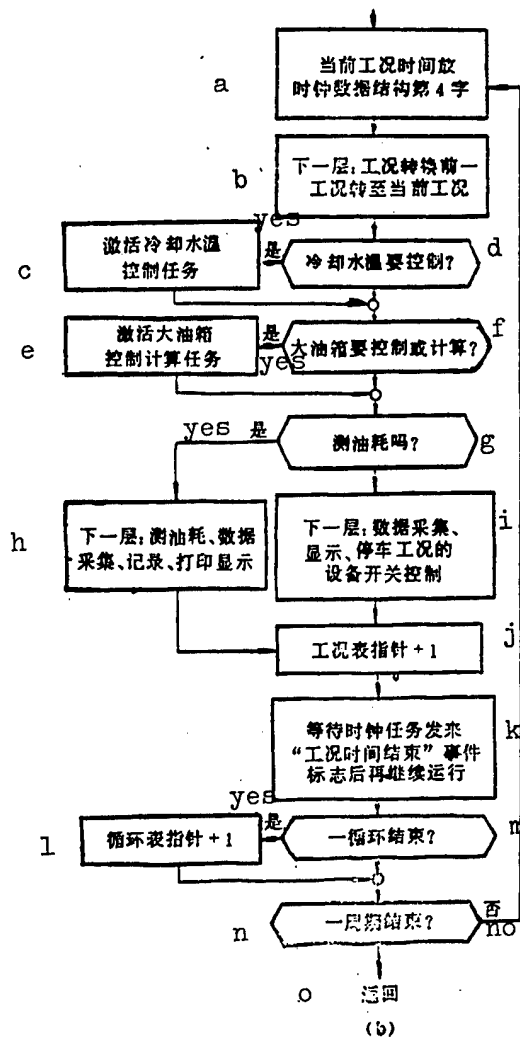 a
当前工况时间放
时钟数据结构第4字
b
下一层:工况转换前一
工况转至当前工况
yes
c
激活冷却水温
控制任务
是
冷却水温要控制?
d
e
激活大油箱
控制计算任务
是
yes
大油箱要控制或计算?
f
yes 是
测油耗吗?
g
h
下一层:测油耗、数据
采集、记录、打印显示
下一层:数据采集、
显示、停车工况的
设备开关控制
i
工况表指针+1
j
等待时钟任务发来
“工况时间结束”事件
标志后再继续运行
k
yes
l
循环表指针+1
是
一循环结束?
m
n
一周期结束?
否
no
o
返回
(b)